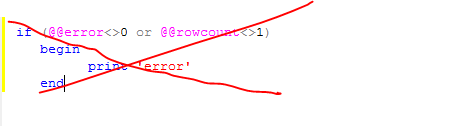 if (@@error<>0 or @@rowcount<>1)
begin
print 'error'
end